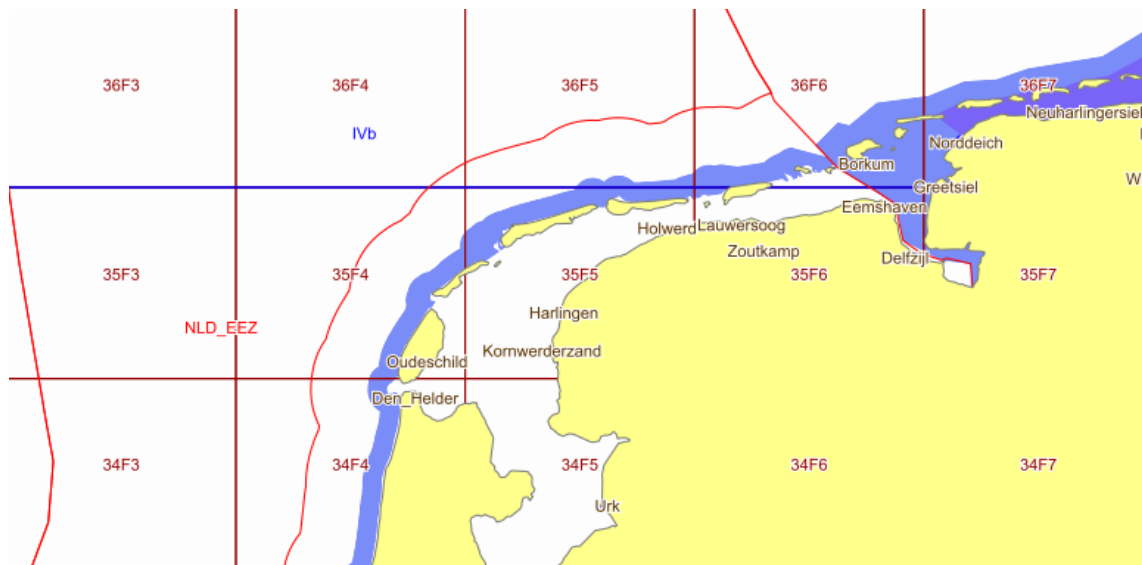 36F3
36F4
36F5
36F6
36F7
Neuharlingersiel
IVb
Norddeich
Borkum
W
Greetsiel
Eemshaven
Holwerd
Lauwersoog
Zoutkamp
Delfzijl
35F3
35F4
35F5
35F6
35F7
Harlingen
NLD_EEZ
Kornwerderzand
Oudeschild
Den_Helder
34F3
34F4
34F5
34F6
34F7
Urk